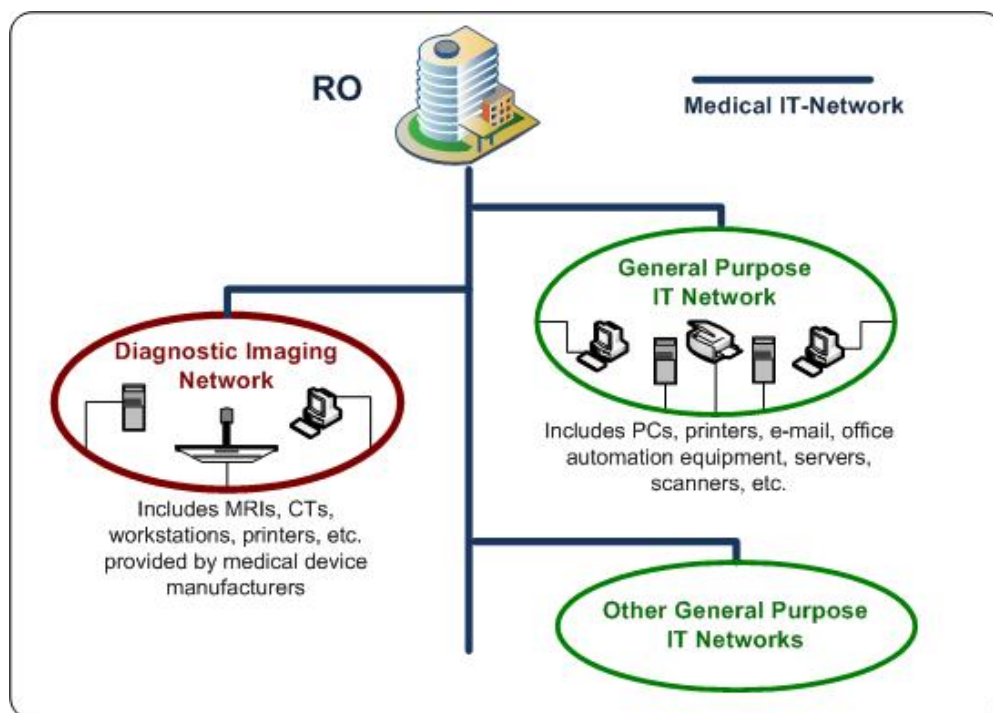 RO
Medical IT-Network
General Purpose
IT Network
Includes PCs, printers, e-mail, office
automation equipment, servers,
scanners, etc.
Diagnostic Imaging
Network
Includes MRIs, CTs,
workstations, printers, etc.
provided by medical device
manufacturers
Other General Purpose
IT Networks